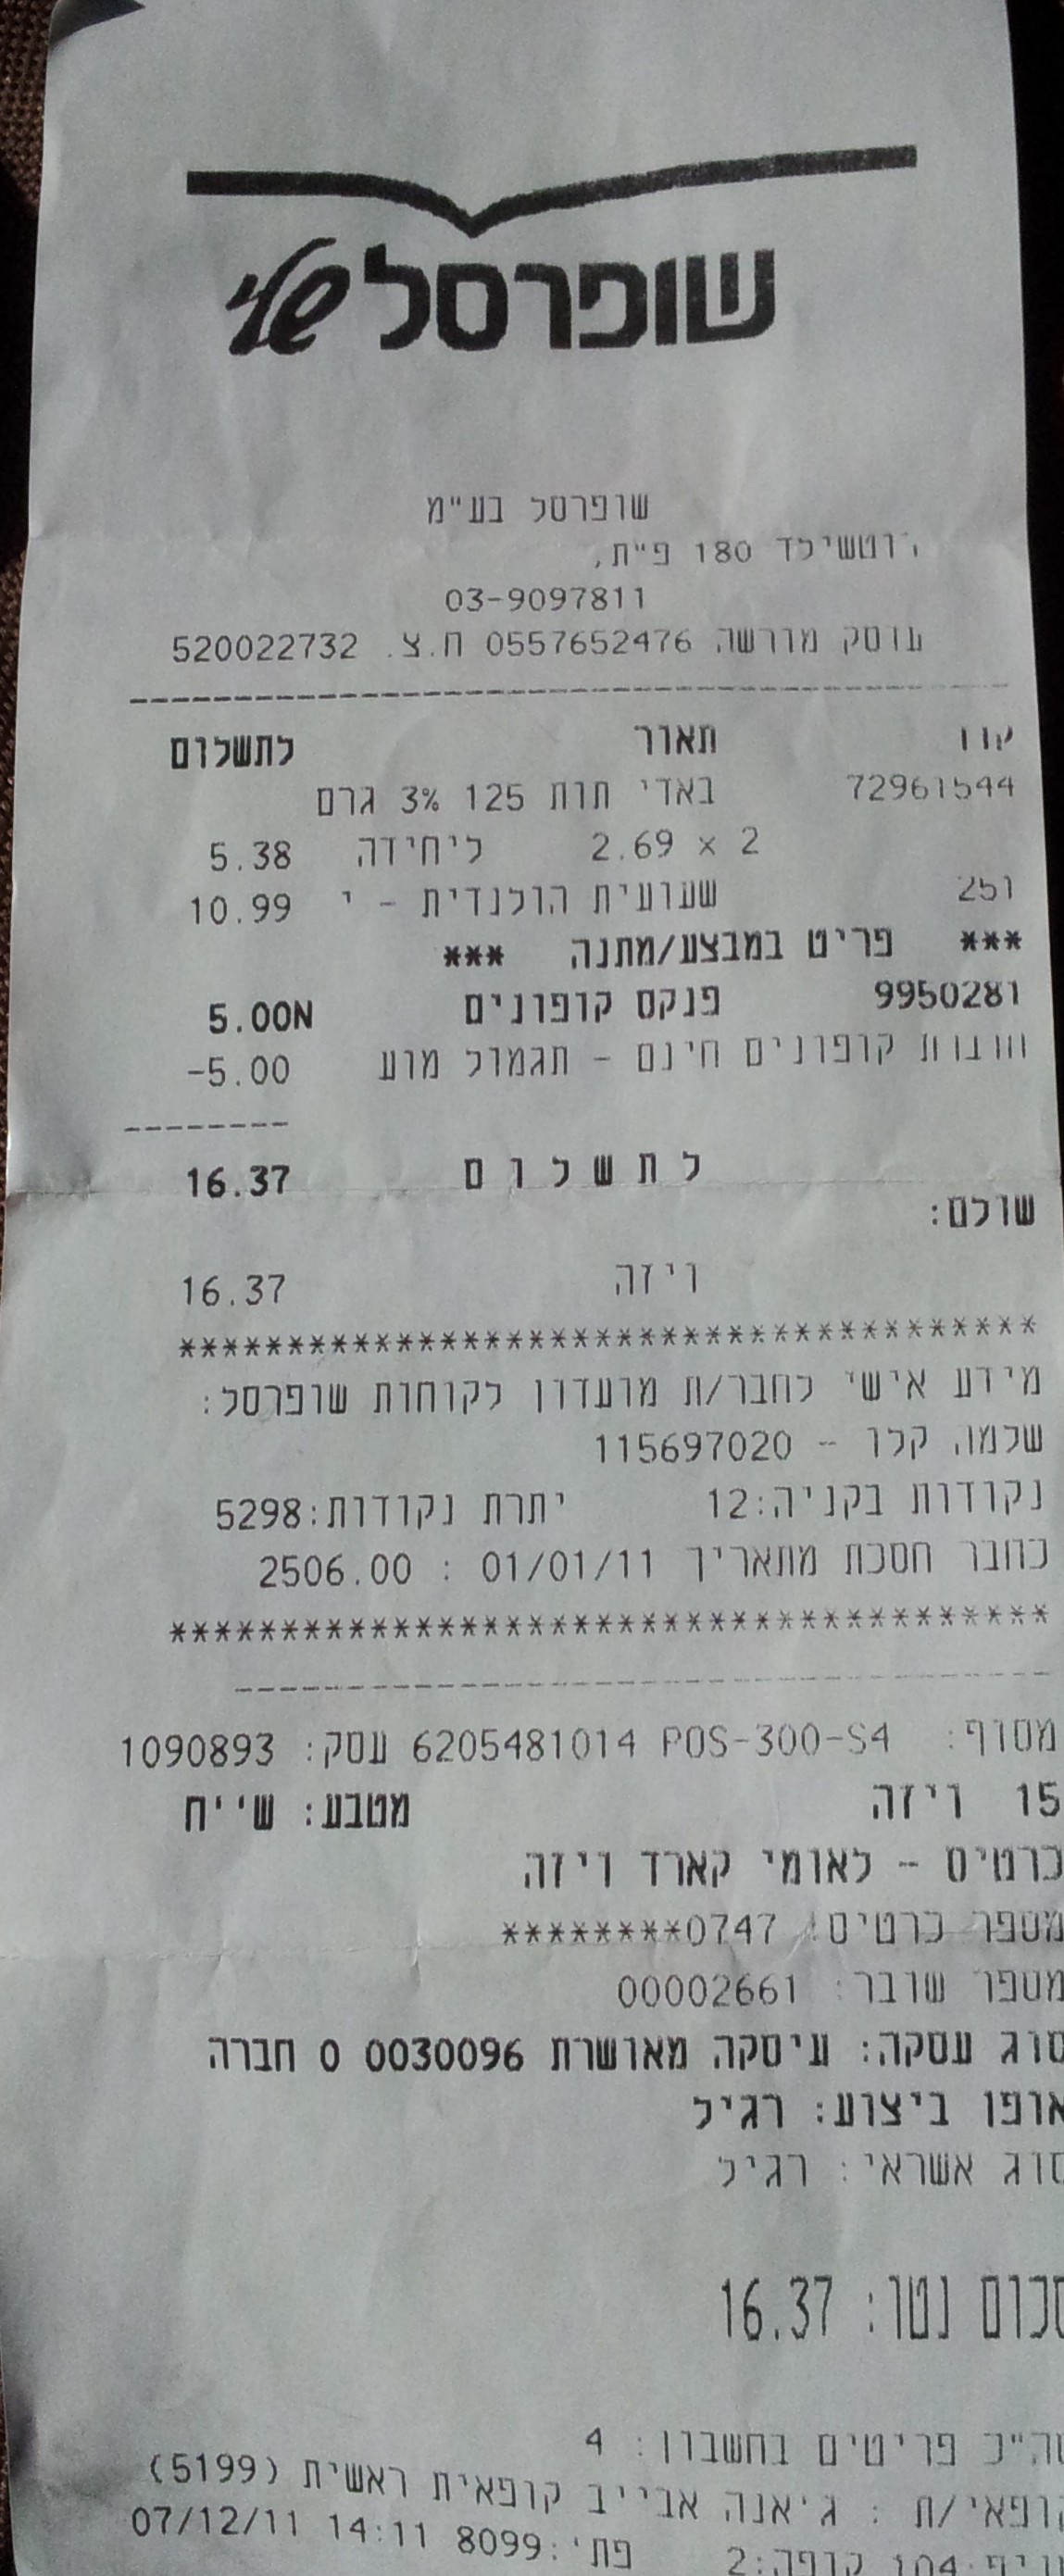 שופרסל שלי
שופרסל בע"מ
רוטשילד 180 פ"ת,
03-9097811
עוסק מורשה 0557652476 ח.צ. 520022732
קוד תאור לתשלום
72961544 באדי תות 125 3% גרם
2 × 2.69 ליחידה 5.38
251 שעועית הולנדית - י 10.99
*** פריט במבצע/מתנה ***
9950281 פנקס קופונים 5.00N
חוברת קופונים חינם - תגמול מוע -5.00
לתשלום 16.37
שולם:
ויזה 16.37
***************************************
מידע אישי לחבר/ת מועדון לקוחות שופרסל:
שלמה קלו - 115697020
נקודות בקניה:12 יתרת נקודות:5298
כחבר חסכת מתאריך 01/01/11 : 2506.00
***************************************
מסוף: POS-300-S4 6205481014 עסק: 1090893
15 ויזה מטבע: ש''ח
כרטיס - לאומי קארד ויזה
מספר כרטיס: 0747********
מספר שובר: 00002661
סוג עסקה: עיסקה מאושרת 0030096 0 חברה
אופן ביצוע: רגיל
סוג אשראי: רגיל
סכום נטו: 16.37
סה"כ פריטים בחשבון: 4
קופאי/ת : ג'אנה אבייב קופאית ראשית (5199)
סניף:104 קופה:2 פתי:8099 14:11 07/12/11